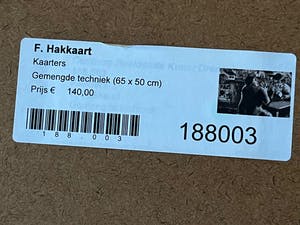 F. Hakkaart
Kaarters
Gemengde techniek (65 x 50 cm)
Prijs € 140,00
188003
188.003